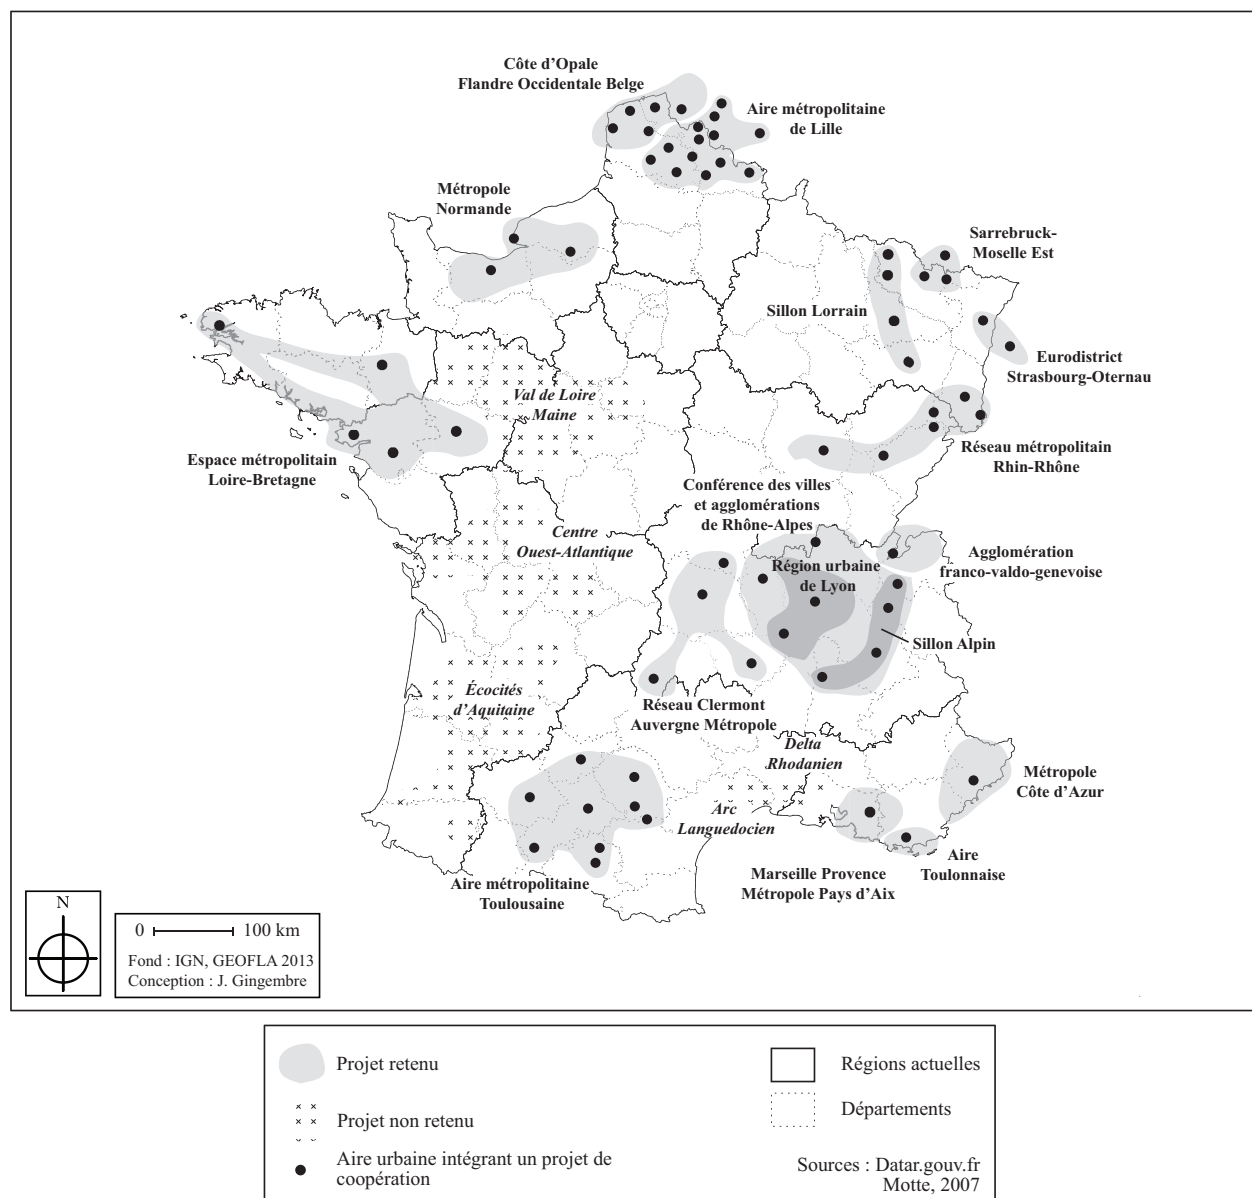 Côte d'Opale
Flandre Occidentale Belge
Aire métropolitaine
de Lille
Métropole
Normande
Sarrebruck-
Moselle Est
Sillon Lorrain
Eurodistrict
Strasbourg-Oternau
Val de Loire
Maine
Espace métropolitain
Loire-Bretagne
Réseau métropolitain
Rhin-Rhône
Conférence des villes
et agglomérations
de Rhône-Alpes
Centre
Ouest-Atlantique
Région urbaine
de Lyon
Agglomération
franco-valdo-genevoise
Sillon Alpin
Écocités
d'Aquitaine
Réseau Clermont
Auvergne Métropole
Delta
Rhodanien
Métropole
Côte d'Azur
Arc
Languedocien
Aire
Toulonnaise
Marseille Provence
Métropole Pays d'Aix
Aire métropolitaine
Toulousaine
N
0 100 km
Fond : IGN, GEOFLA 2013
Conception : J. Gingembre
Projet retenu
Projet non retenu
Aire urbaine intégrant un projet de
coopération
Régions actuelles
Départements
Sources : Datar.gouv.fr
Motte, 2007